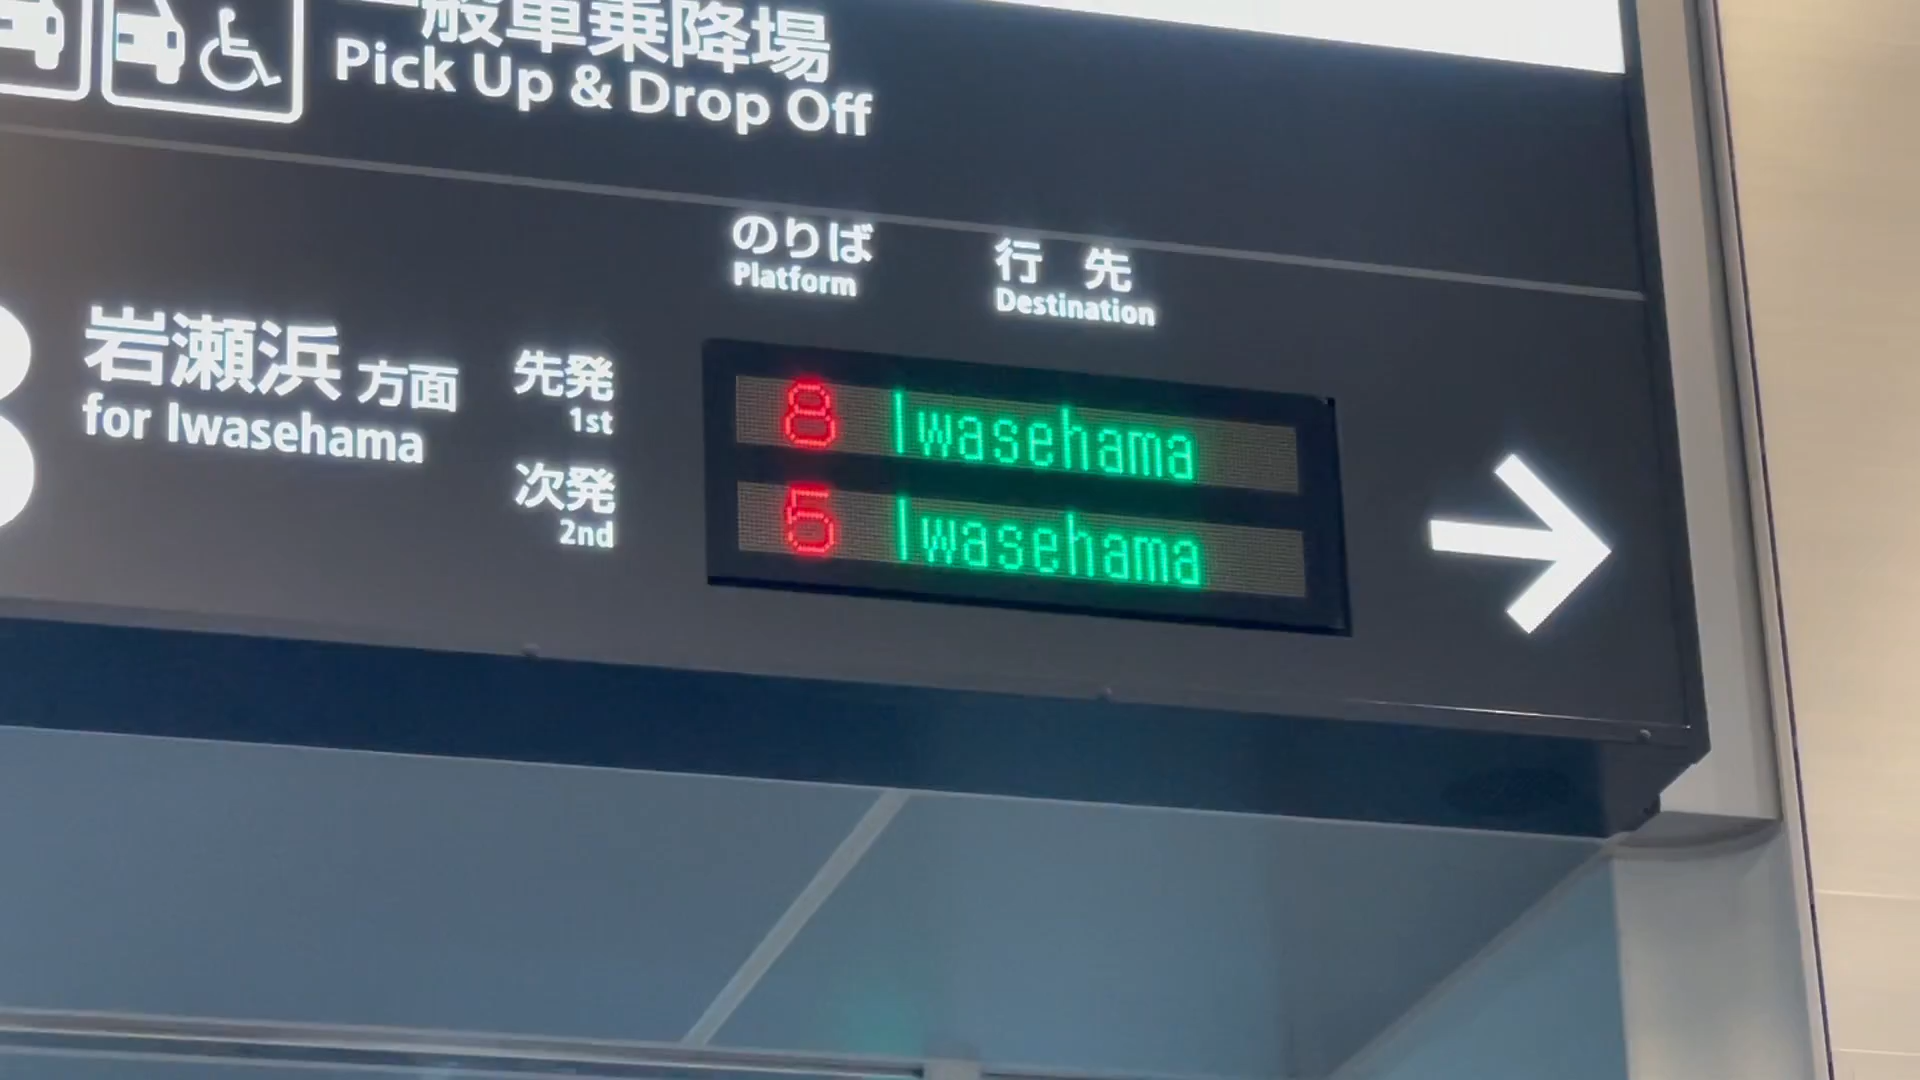 一般車乗降場
Pick Up & Drop Off
のりば
Platform
行先
Destination
岩瀬浜方面
for Iwasehama
先発
1st
8 Iwasehama
次発
2nd
6 Iwasehama